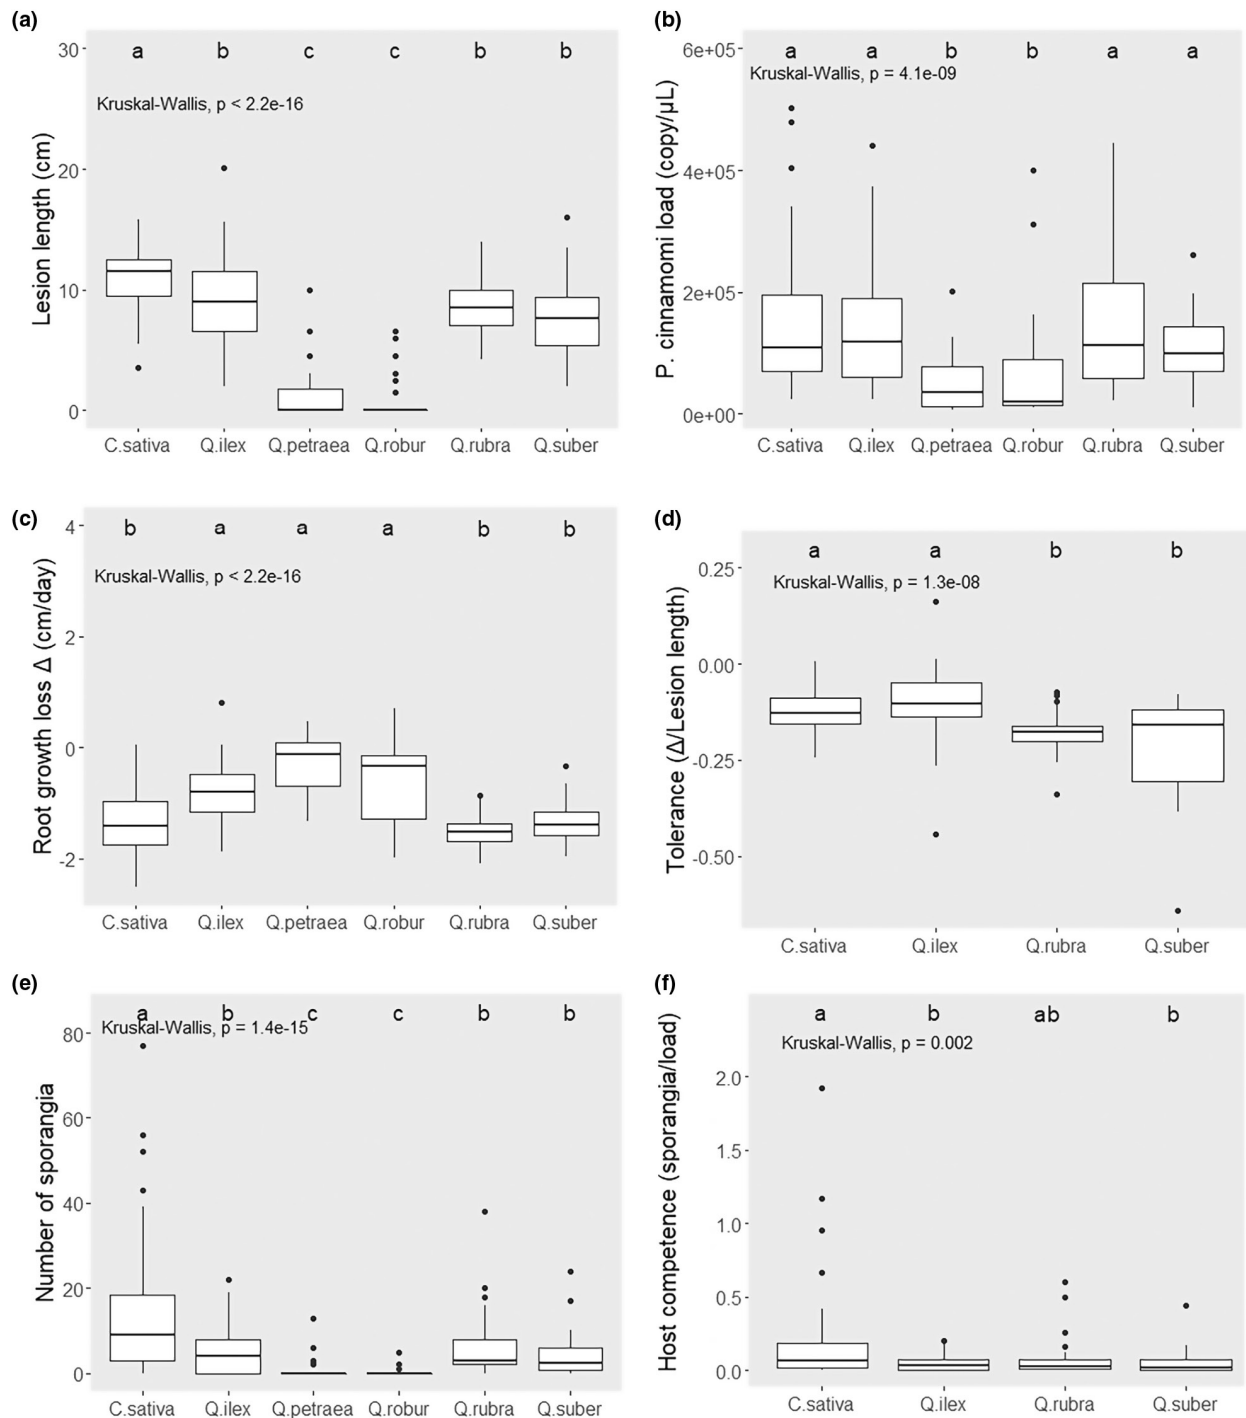 (a)
30
20
10
0
Lesion length (cm)
a b c c b b
Kruskal-Wallis, p < 2.2e-16
C.sativa Q.ilex Q.petraea Q.robur Q.rubra Q.suber
(b)
6e+05
4e+05
2e+05
0e+00
P. cinnamomi load (copy/µL)
a a b b a a
Kruskal-Wallis, p = 4.1e-09
C.sativa Q.ilex Q.petraea Q.robur Q.rubra Q.suber
(c)
4
2
0
-2
Root growth loss Δ (cm/day)
b a a a b b
Kruskal-Wallis, p < 2.2e-16
C.sativa Q.ilex Q.petraea Q.robur Q.rubra Q.suber
(d)
0.25
0.00
-0.25
-0.50
Tolerance (Δ/Lesion length)
a a b b
Kruskal-Wallis, p = 1.3e-08
C.sativa Q.ilex Q.rubra Q.suber
(e)
80
60
40
20
0
Number of sporangia
a b c c b b
Kruskal-Wallis, p = 1.4e-15
C.sativa Q.ilex Q.petraea Q.robur Q.rubra Q.suber
(f)
2.0
1.5
1.0
0.5
0.0
Host competence (sporangia/load)
a b ab b
Kruskal-Wallis, p = 0.002
C.sativa Q.ilex Q.rubra Q.suber